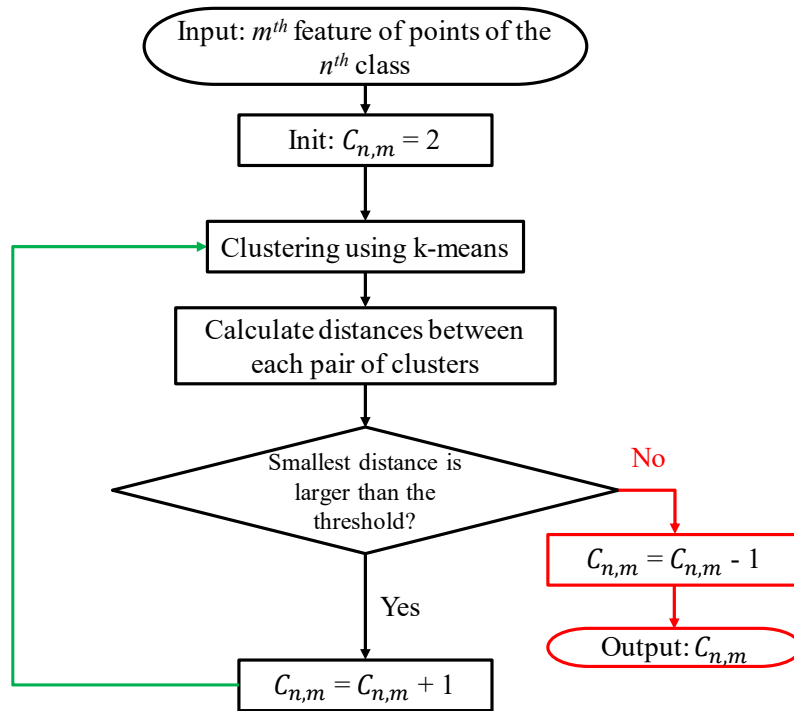 Input: mth feature of points of the
nth class
Init: Cn,m = 2
Clustering using k-means
Calculate distances between
each pair of clusters
Smallest distance is
larger than the
threshold?
No
Cn,m = Cn,m - 1
Output: Cn,m
Yes
Cn,m = Cn,m + 1